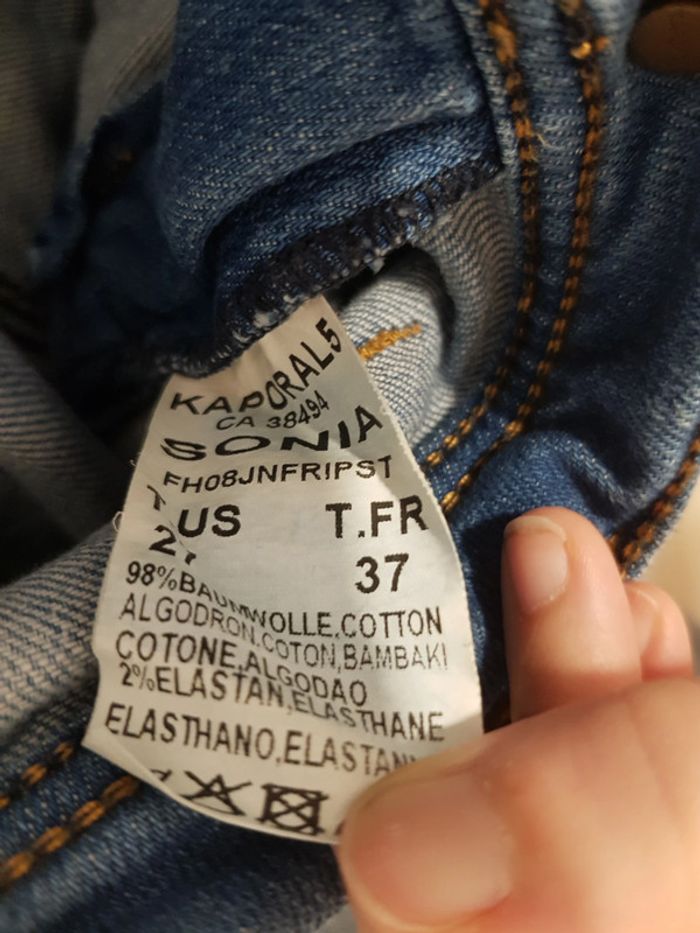 KAPORAL5
CA 38494
SONIA
FH08JNFRIPST
US T.FR
37
98%BAUMWOLLE,COTTON
ALGODRON,COTON,BAMBAKI
COTONE,ALGODAO
2%ELASTAN,ELASTHANE
ELASTHANO,ELASTAN